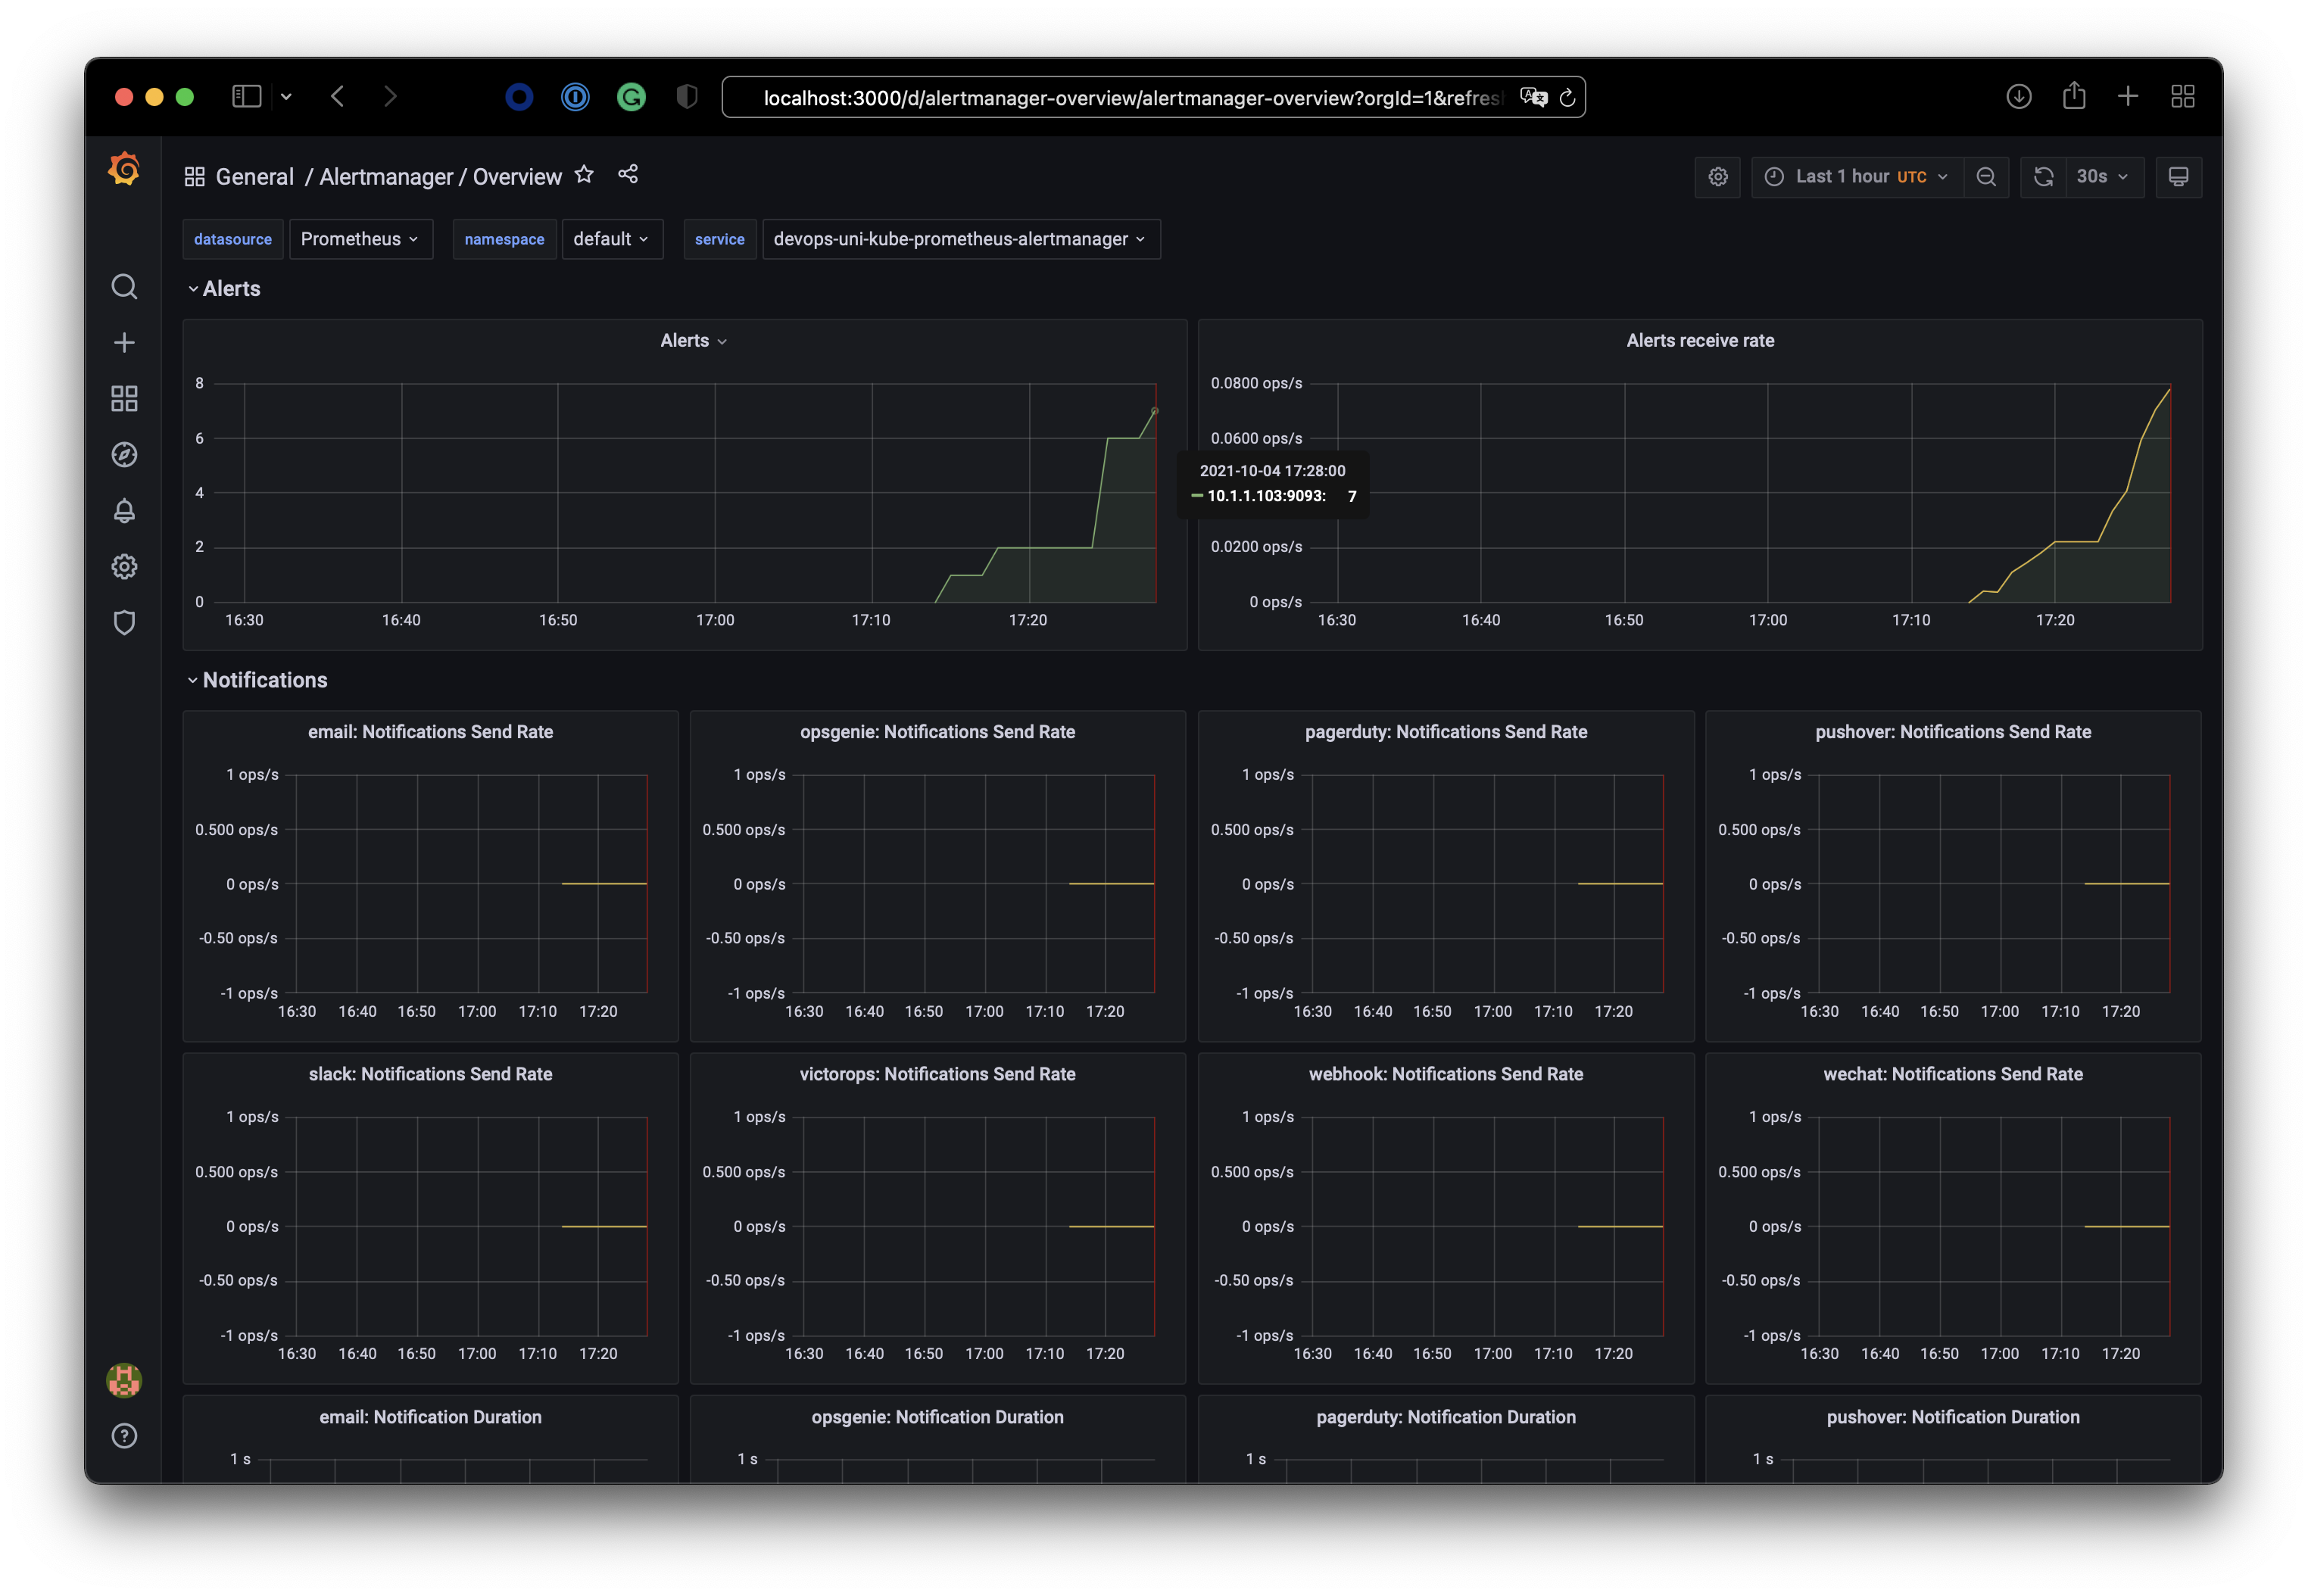 localhost:3000/d/alertmanager-overview/alertmanager-overview?orgId=1&refres
General / Alertmanager / Overview
Last 1 hour UTC
30s
datasource Prometheus namespace default service devops-uni-kube-prometheus-alertmanager
Alerts
Alerts
8
6
4
2
0
16:30 16:40 16:50 17:00 17:10 17:20
Alerts receive rate
0.0800 ops/s
0.0600 ops/s
0.0200 ops/s
0 ops/s
16:30 16:40 16:50 17:00 17:10 17:20
2021-10-04 17:28:00
10.1.1.103:9093: 7
Notifications
email: Notifications Send Rate
1 ops/s
0.500 ops/s
0 ops/s
-0.50 ops/s
-1 ops/s
16:30 16:40 16:50 17:00 17:10 17:20
opsgenie: Notifications Send Rate
1 ops/s
0.500 ops/s
0 ops/s
-0.50 ops/s
-1 ops/s
16:30 16:40 16:50 17:00 17:10 17:20
pagerduty: Notifications Send Rate
1 ops/s
0.500 ops/s
0 ops/s
-0.50 ops/s
-1 ops/s
16:30 16:40 16:50 17:00 17:10 17:20
pushover: Notifications Send Rate
1 ops/s
0.500 ops/s
0 ops/s
-0.50 ops/s
-1 ops/s
16:30 16:40 16:50 17:00 17:10 17:20
slack: Notifications Send Rate
1 ops/s
0.500 ops/s
0 ops/s
-0.50 ops/s
-1 ops/s
16:30 16:40 16:50 17:00 17:10 17:20
victorops: Notifications Send Rate
1 ops/s
0.500 ops/s
0 ops/s
-0.50 ops/s
-1 ops/s
16:30 16:40 16:50 17:00 17:10 17:20
webhook: Notifications Send Rate
1 ops/s
0.500 ops/s
0 ops/s
-0.50 ops/s
-1 ops/s
16:30 16:40 16:50 17:00 17:10 17:20
wechat: Notifications Send Rate
1 ops/s
0.500 ops/s
0 ops/s
-0.50 ops/s
-1 ops/s
16:30 16:40 16:50 17:00 17:10 17:20
email: Notification Duration
1 s
opsgenie: Notification Duration
1 s
pagerduty: Notification Duration
1 s
pushover: Notification Duration
1 s